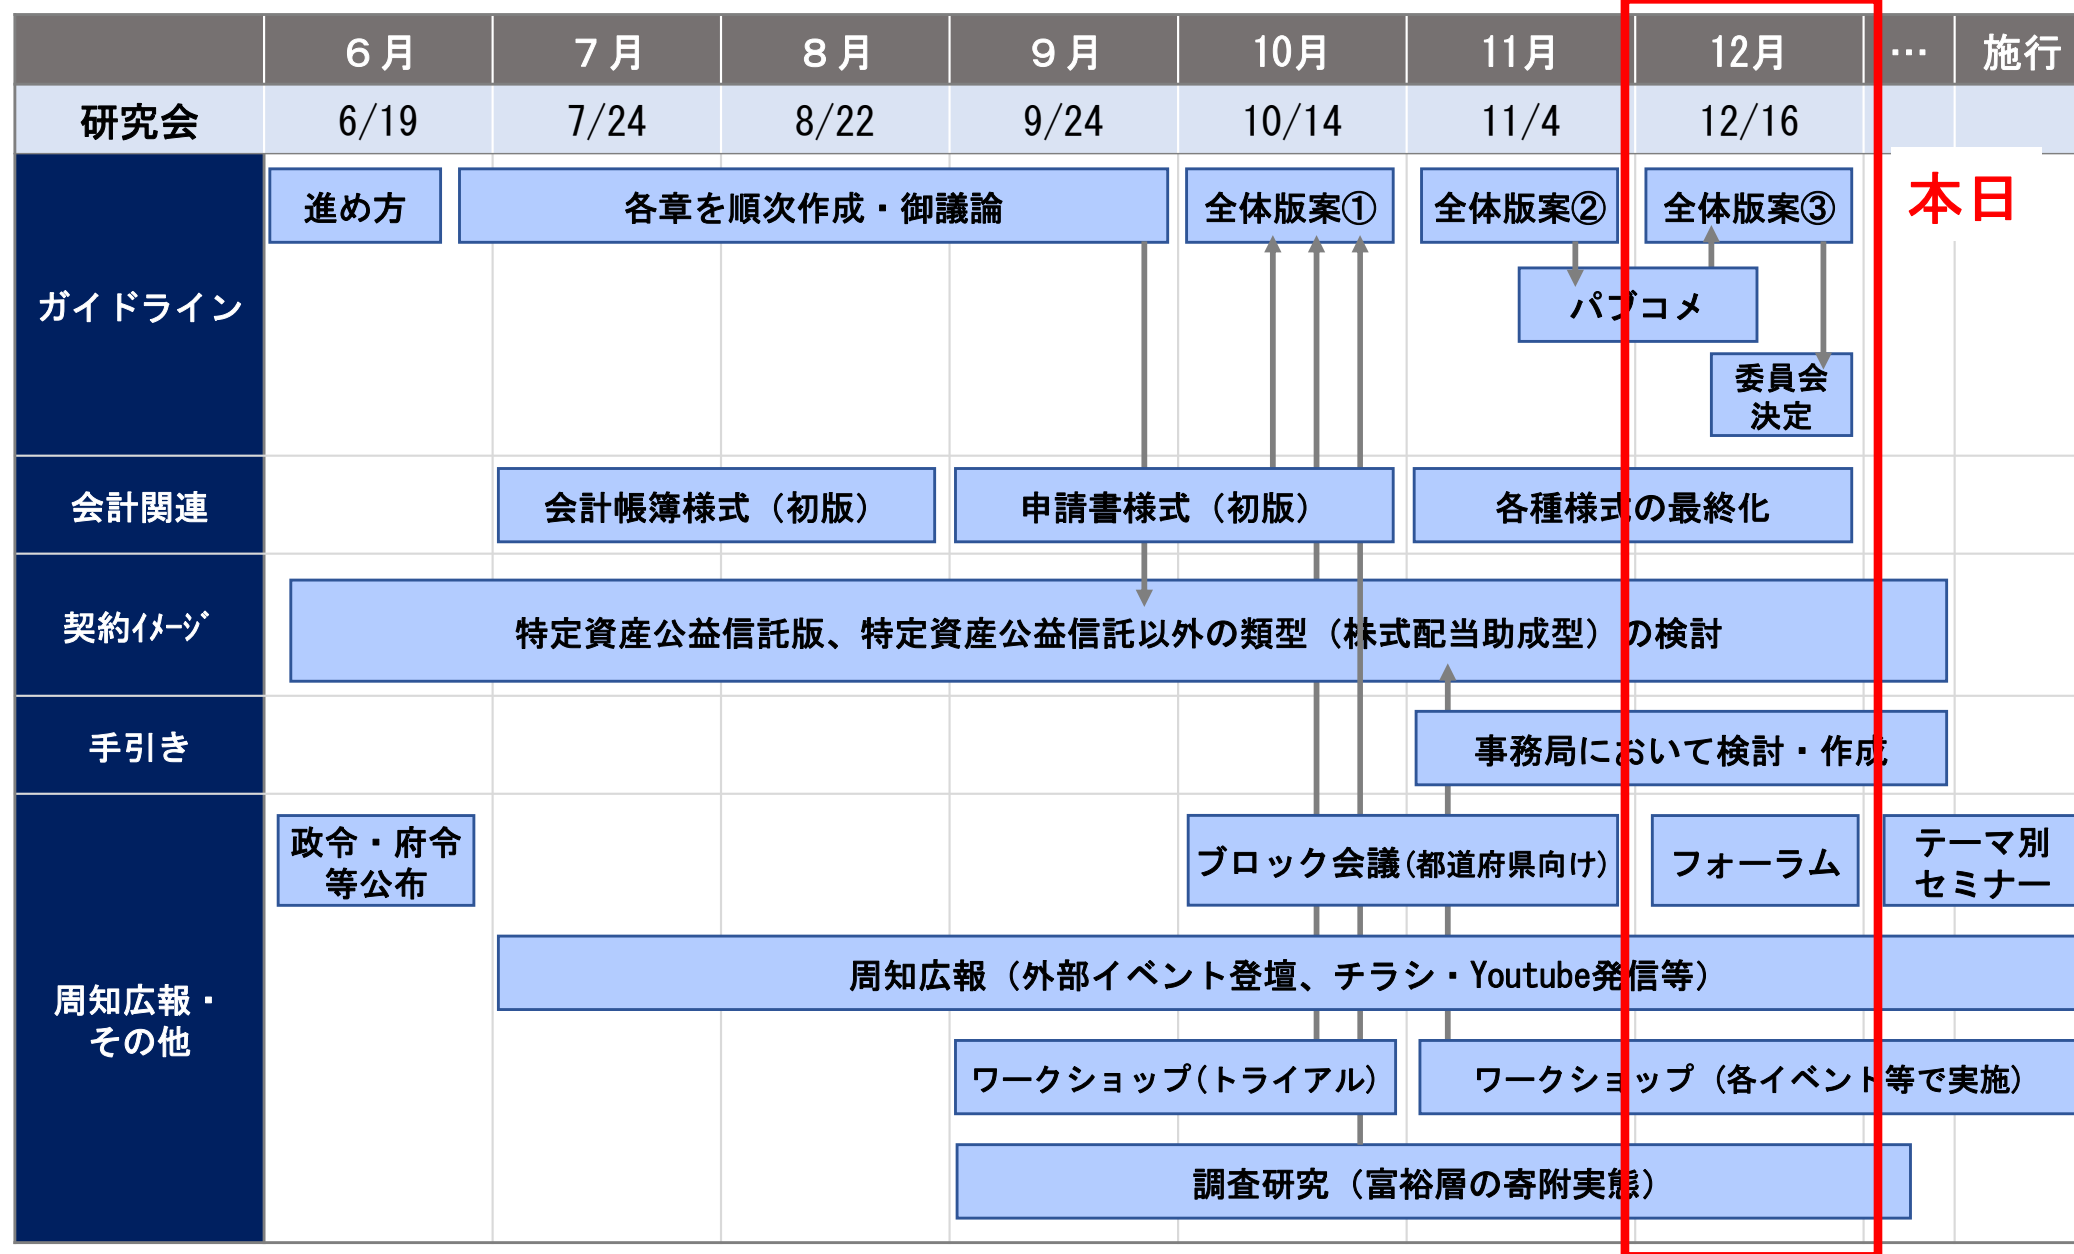 ６月 ７月 ８月 ９月 10月 11月 12月 … 施行
研究会 6/19 7/24 8/22 9/24 10/14 11/4 12/16
本日
ガイドライン
進め方 各章を順次作成・御議論 全体版案① 全体版案② 全体版案③
パブコメ
委員会
決定
会計関連 会計帳簿様式（初版） 申請書様式（初版） 各種様式の最終化
契約ｲﾒｰｼﾞ 特定資産公益信託版、特定資産公益信託以外の類型（株式配当助成型）の検討
手引き 事務局において検討・作成
周知広報・
その他
政令・府令
等公布
ブロック会議(都道府県向け) フォーラム
テーマ別
セミナー
周知広報（外部イベント登壇、チラシ・Youtube発信等）
ワークショップ(トライアル) ワークショップ（各イベント等で実施）
調査研究（富裕層の寄附実態）